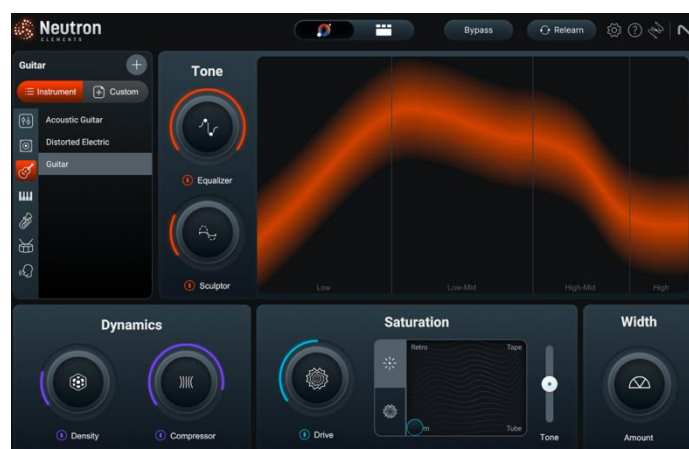 Neutron
ELEMENTS
Bypass
Relearn
Guitar
Instrument
Custom
Acoustic Guitar
Distorted Electric
Guitar
Tone
Equalizer
Sculptor
Low
Low-Mid
High-Mid
High
Dynamics
Density
Compressor
Saturation
Drive
Retro
Tape
m
Tube
Tone
Width
Amount